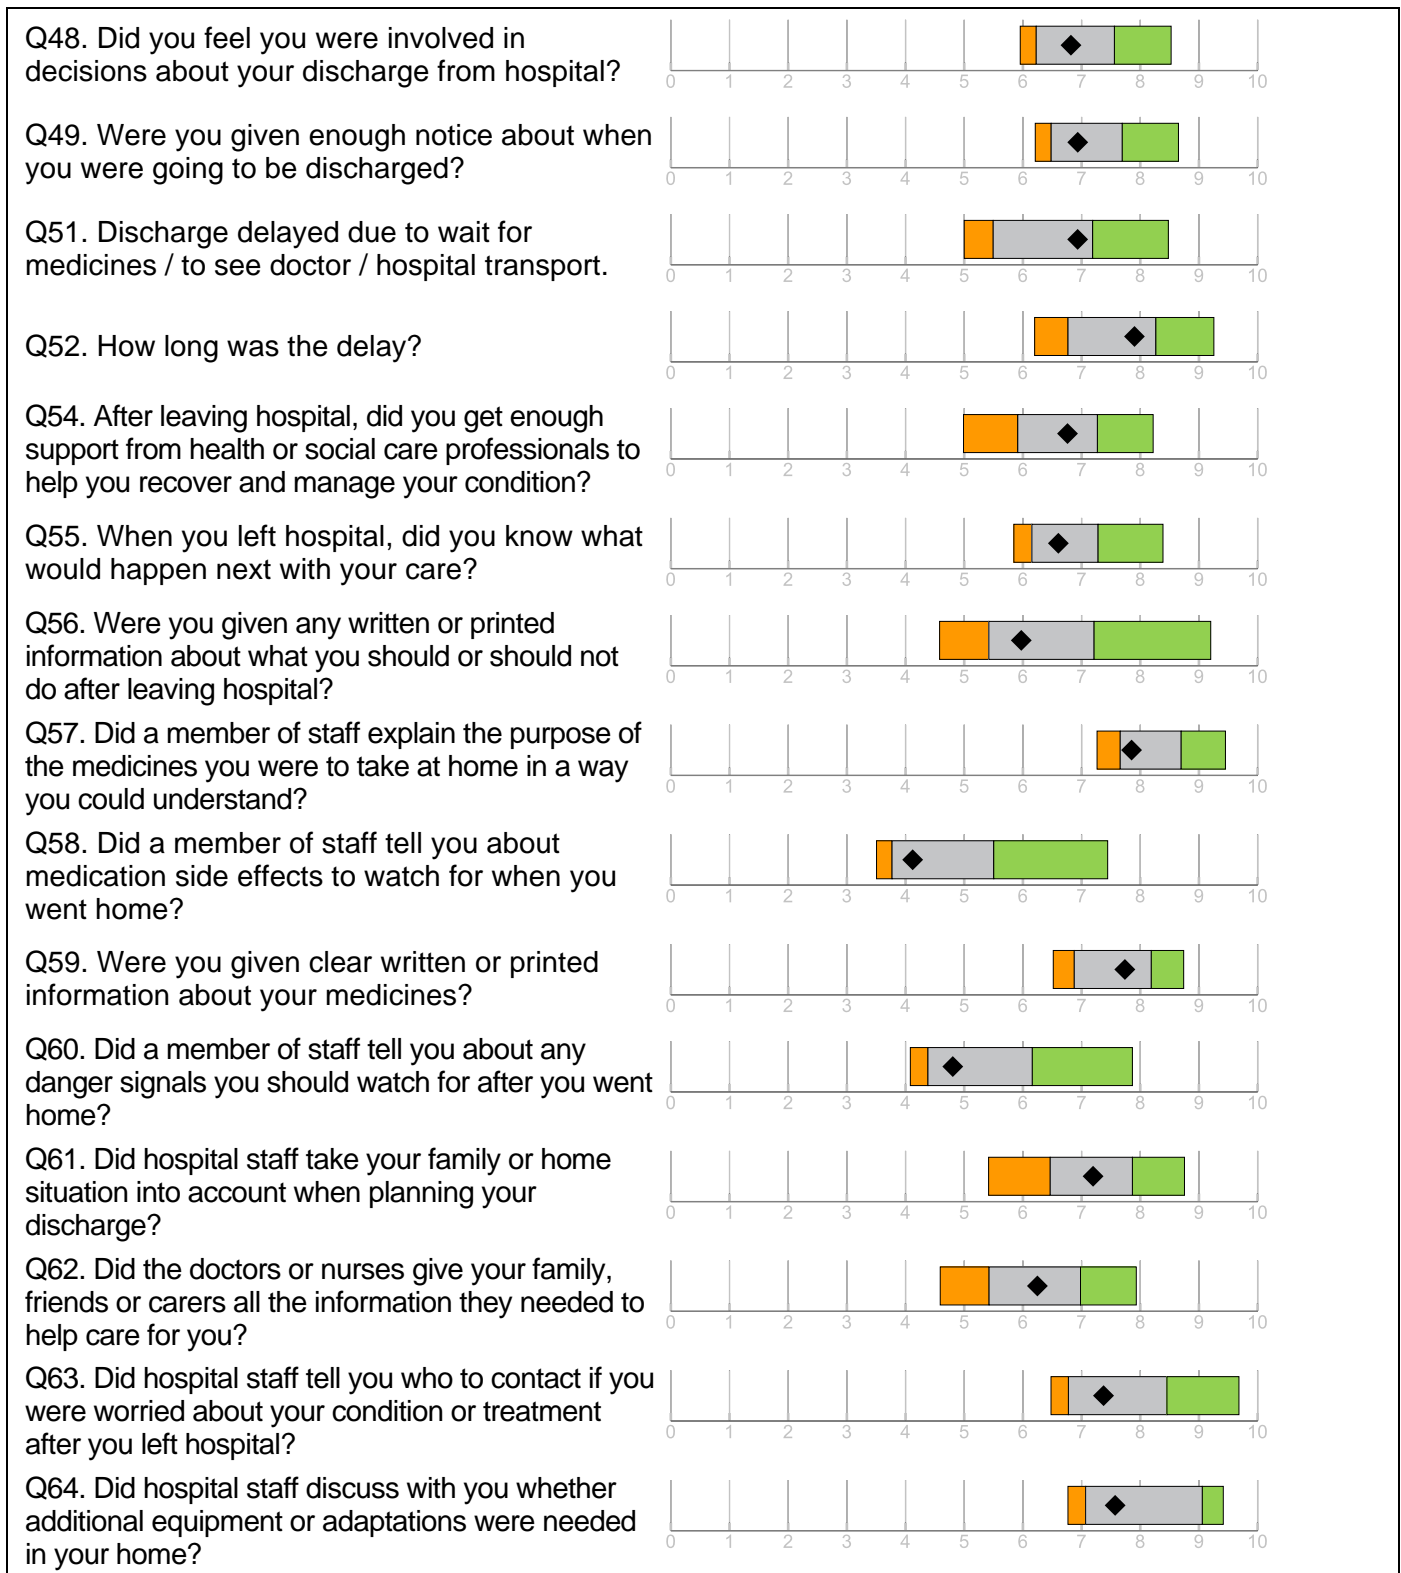 Q48. Did you feel you were involved in
decisions about your discharge from hospital?
0 1 2 3 4 5 6 7 8 9 10
Q49. Were you given enough notice about when
you were going to be discharged?
0 1 2 3 4 5 6 7 8 9 10
Q51. Discharge delayed due to wait for
medicines / to see doctor / hospital transport.
0 1 2 3 4 5 6 7 8 9 10
Q52. How long was the delay?
0 1 2 3 4 5 6 7 8 9 10
Q54. After leaving hospital, did you get enough
support from health or social care professionals to
help you recover and manage your condition?
0 1 2 3 4 5 6 7 8 9 10
Q55. When you left hospital, did you know what
would happen next with your care?
0 1 2 3 4 5 6 7 8 9 10
Q56. Were you given any written or printed
information about what you should or should not
do after leaving hospital?
0 1 2 3 4 5 6 7 8 9 10
Q57. Did a member of staff explain the purpose of
the medicines you were to take at home in a way
you could understand?
0 1 2 3 4 5 6 7 8 9 10
Q58. Did a member of staff tell you about
medication side effects to watch for when you
went home?
0 1 2 3 4 5 6 7 8 9 10
Q59. Were you given clear written or printed
information about your medicines?
0 1 2 3 4 5 6 7 8 9 10
Q60. Did a member of staff tell you about any
danger signals you should watch for after you went
home?
0 1 2 3 4 5 6 7 8 9 10
Q61. Did hospital staff take your family or home
situation into account when planning your
discharge?
0 1 2 3 4 5 6 7 8 9 10
Q62. Did the doctors or nurses give your family,
friends or carers all the information they needed to
help care for you?
0 1 2 3 4 5 6 7 8 9 10
Q63. Did hospital staff tell you who to contact if you
were worried about your condition or treatment
after you left hospital?
0 1 2 3 4 5 6 7 8 9 10
Q64. Did hospital staff discuss with you whether
additional equipment or adaptations were needed
in your home?
0 1 2 3 4 5 6 7 8 9 10